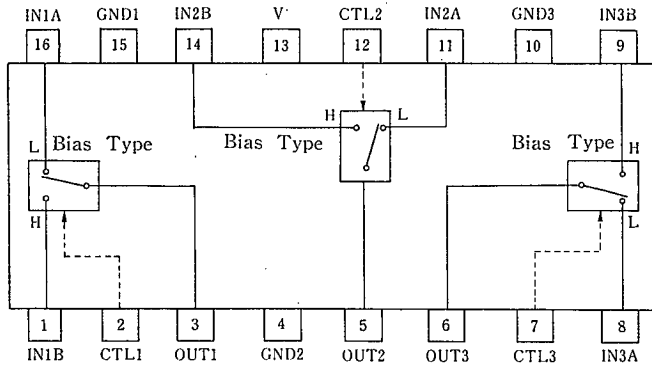 IN1A GND1 IN2B V CTL2 IN2A GND3 IN3B
16 15 14 13 12 11 10 9
H L
L Bias Type Bias Type Bias Type H
H L
1 2 3 4 5 6 7 8
IN1B CTL1 OUT1 GND2 OUT2 OUT3 CTL3 IN3A